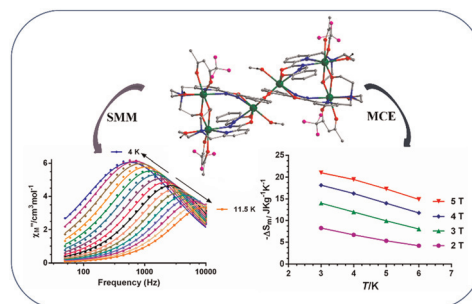 SMM
MCE
4 K
11.5 K
χM''/cm³mol⁻¹
6
5
4
3
2
1
0
100
1000
10000
Frequency (Hz)
-ΔSm/ JKg⁻¹K⁻¹
25
20
15
10
5
0
2
3
4
5
6
7
T/K
5 T
4 T
3 T
2 T